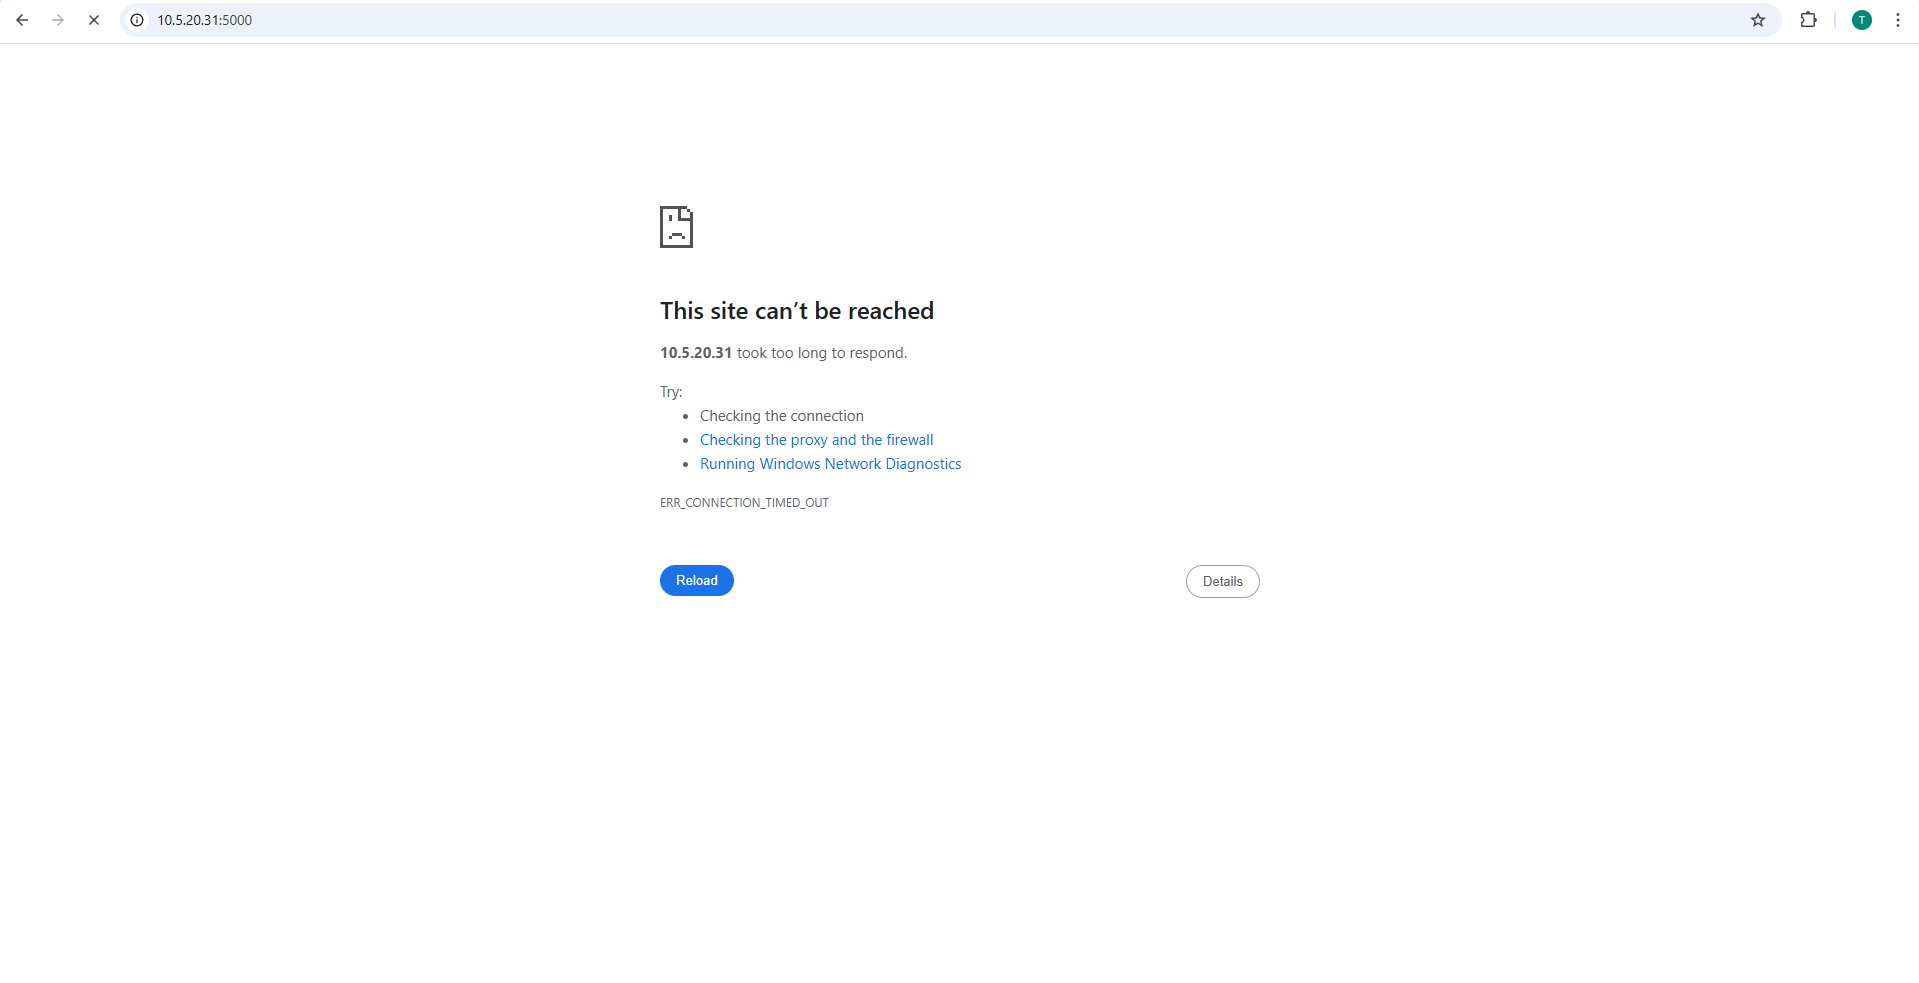 10.5.20.31:5000
T
This site can’t be reached
10.5.20.31 took too long to respond.
Try:
Checking the connection
Checking the proxy and the firewall
Running Windows Network Diagnostics
ERR_CONNECTION_TIMED_OUT
Reload
Details